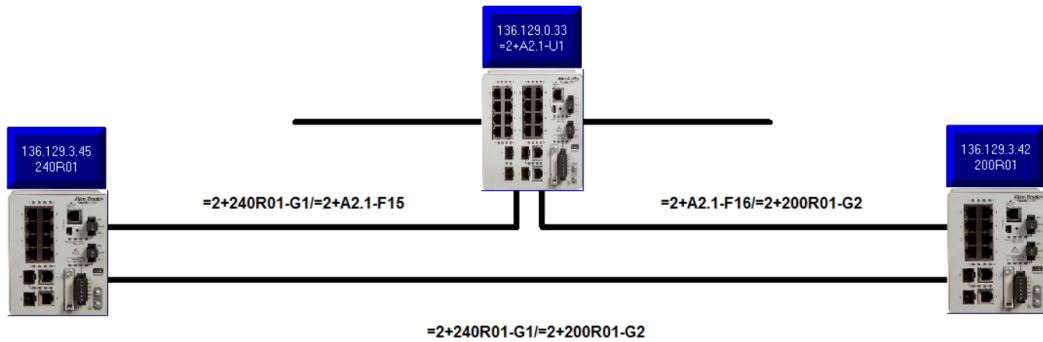 136.129.0.33
=2+A2.1-U1
136.129.3.45
240R01
136.129.3.42
200R01
=2+240R01-G1/=2+A2.1-F15
=2+A2.1-F16/=2+200R01-G2
=2+240R01-G1/=2+200R01-G2